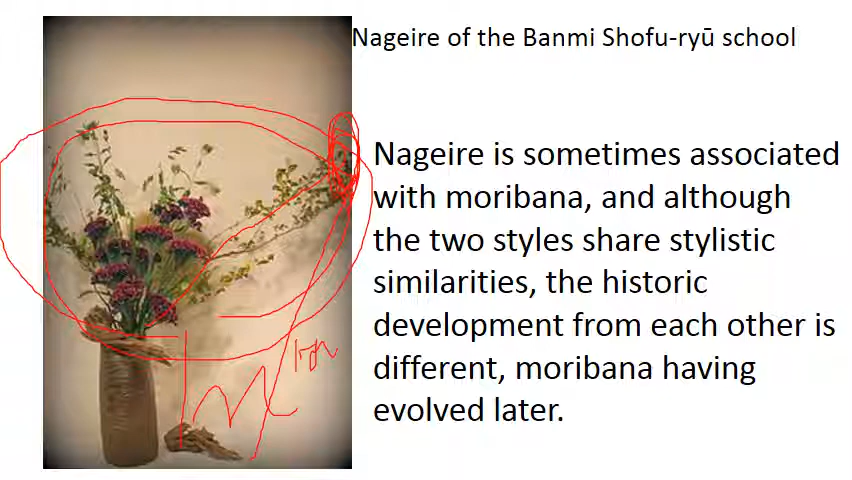 Nageire of the Banmi Shofu-ryū school
Nageire is sometimes associated
with moribana, and although
the two styles share stylistic
similarities, the historic
development from each other is
different, moribana having
evolved later.